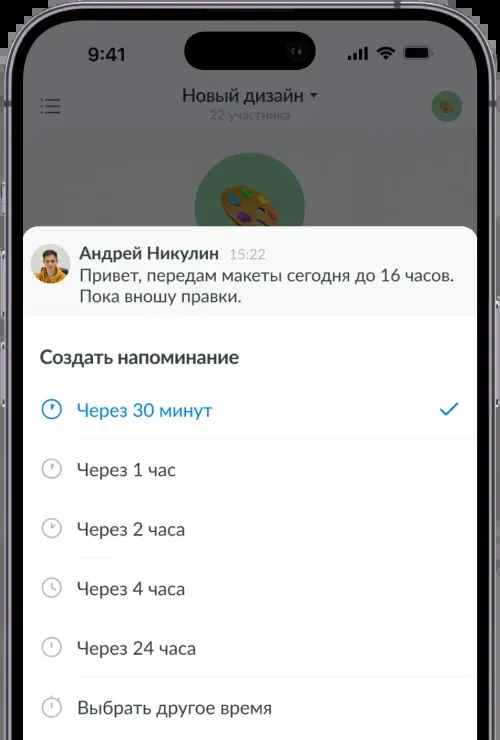 9:41
Новый дизайн
22 участника
Андрей Никулин 15:22
Привет, передам макеты сегодня до 16 часов.
Пока вношу правки.
Создать напоминание
Через 30 минут
Через 1 час
Через 2 часа
Через 4 часа
Через 24 часа
Выбрать другое время